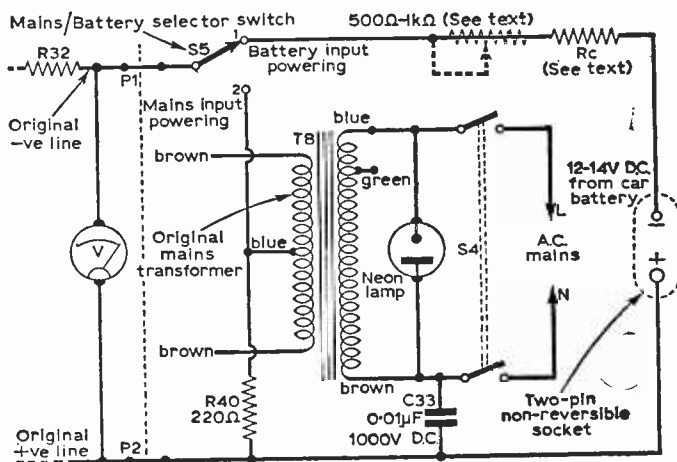 Mains/Battery selector switch
500Ω-1kΩ (See text)
R32
S5
1
Battery input
powering
P1
Rc
(See text)
Original
-ve line
Mains input
powering
2
T8
blue
brown
green
12-14V D.C.
from car
battery
L
V
Original
mains
transformer
blue
Neon
lamp
S4
A.C.
mains
N
−
+
brown
brown
R40
220Ω
C33
0·01µF
1000V D.C.
Two-pin
non-reversible
socket
Original
+ve line
P2